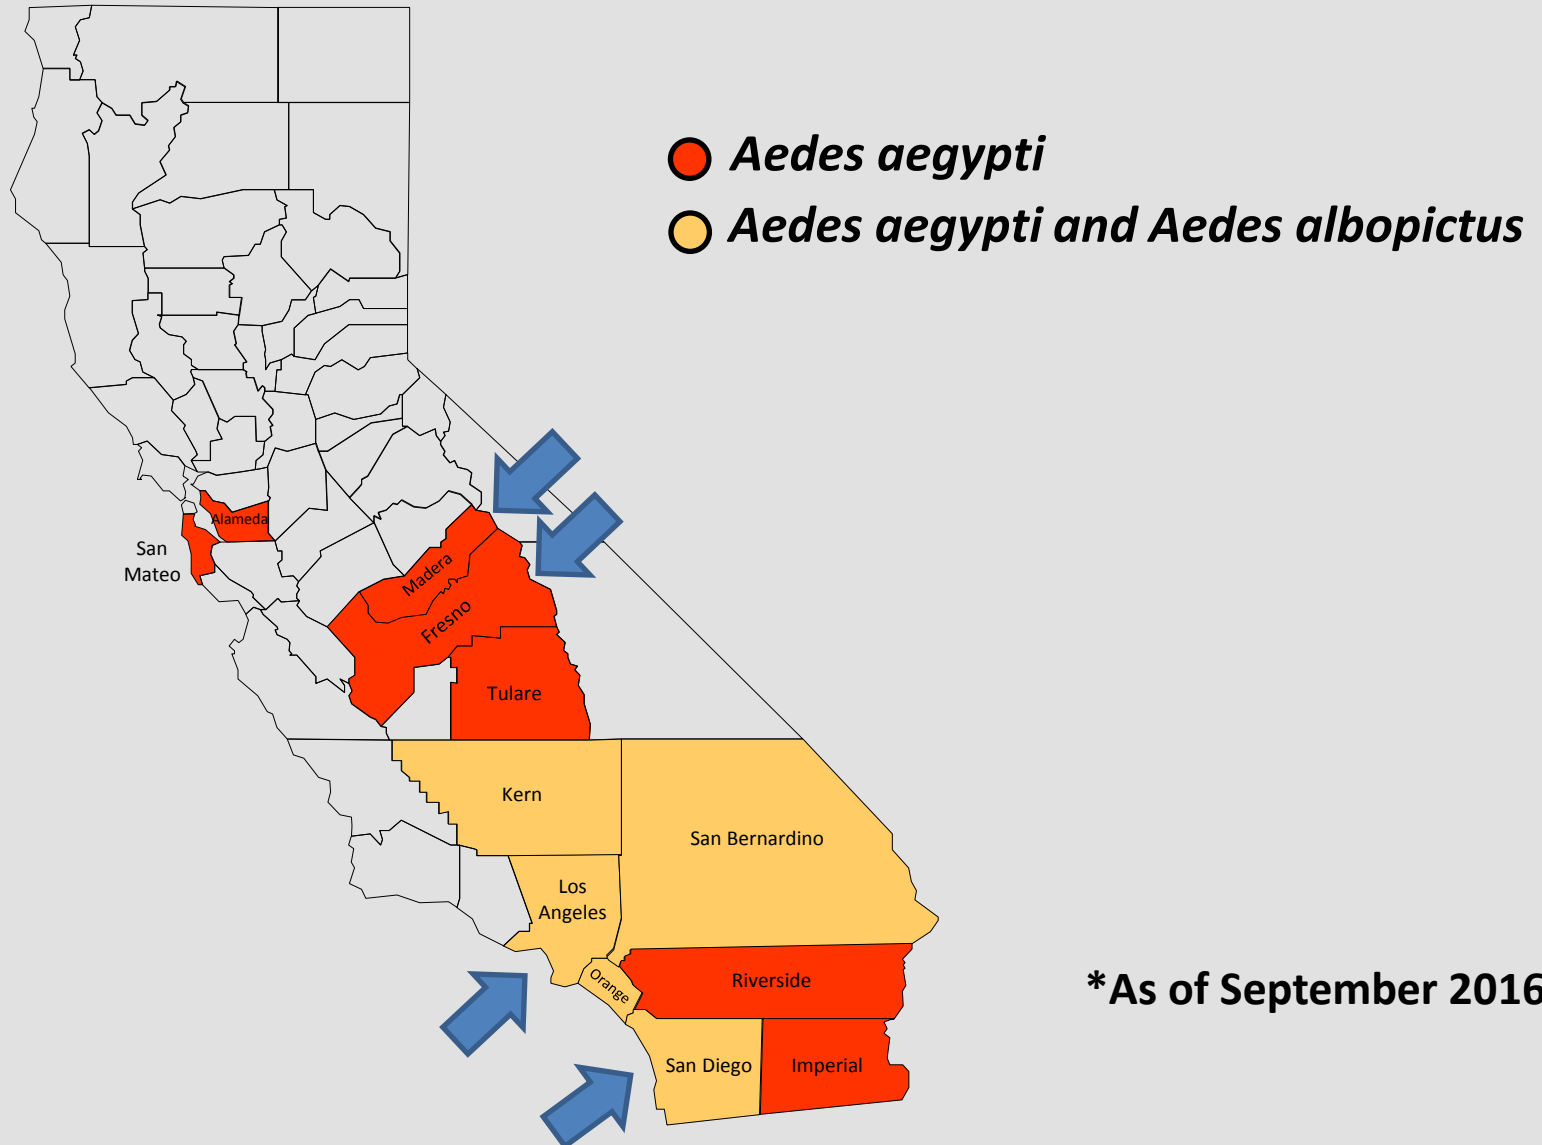 Aedes aegypti
Aedes aegypti and Aedes albopictus
Alameda
San
Mateo
Madera
Fresno
Tulare
Kern
San Bernardino
Los
Angeles
Orange
Riverside
San Diego
Imperial
*As of September 2016